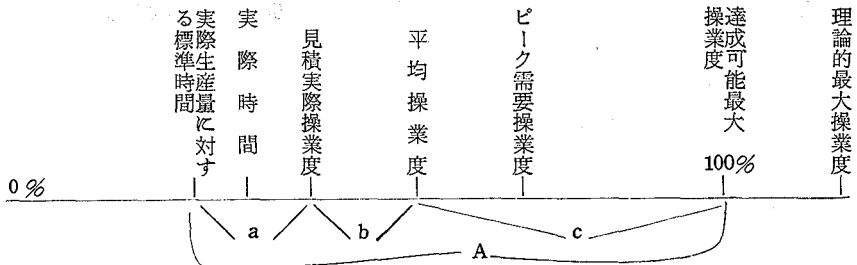 実際生産量に対す
る標準時間
実際時間
見積実際操業度
平均操業度
ピーク需要操業度
達成可能最大
操業度
理論的最大操業度
0%
100%
a
b
c
A